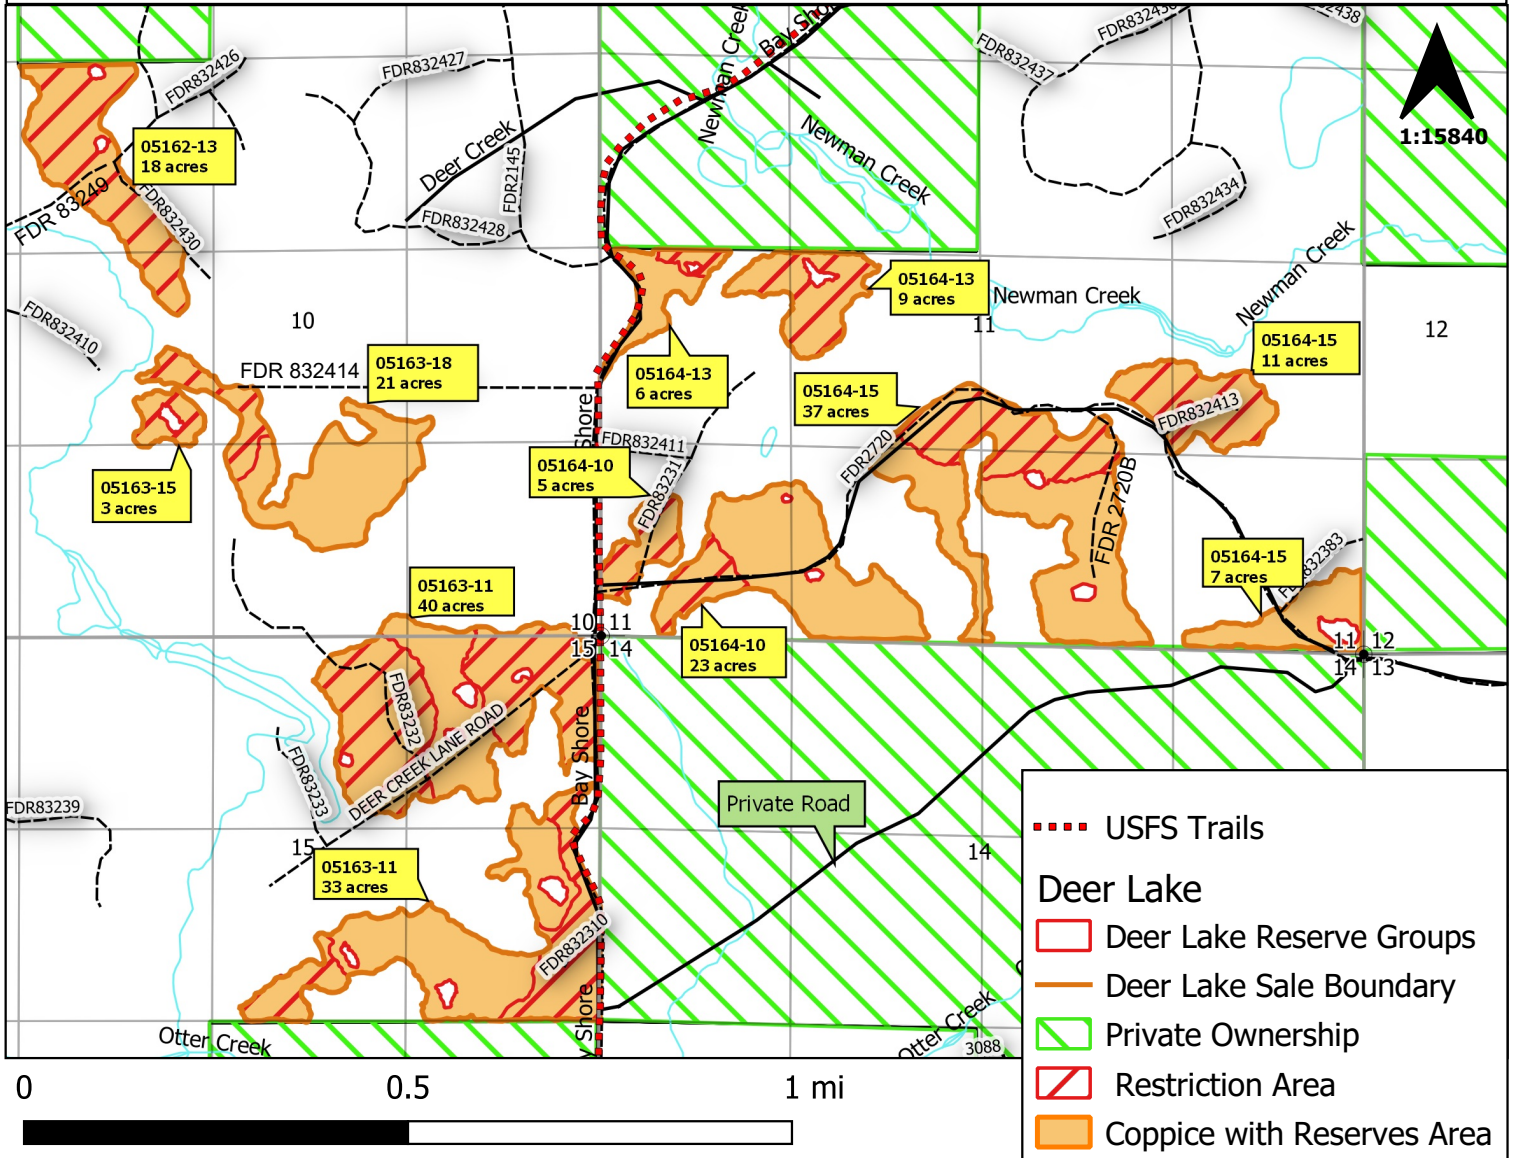 Bay Shore
FDR832438
FDR832427
FDR832426
FDR832437
Newman Creek
1:15840
Newman Creek
Deer Creek
05162-13
18 acres
FDR2145
FDR832434
FDR 83249
FDR832430
FDR832428
Newman Creek
05164-13
9 acres
Newman Creek
10
11
12
FDR832410
FDR 832414
05163-18
21 acres
05164-13
6 acres
05164-15
37 acres
05164-15
11 acres
FDR832413
Shore
FDR832411
FDR2720
05164-10
5 acres
FDR8323
05163-15
3 acres
FDR 2720B
05164-15
7 acres
832383
05163-11
40 acres
10
11
15
14
05164-10
23 acres
11
12
14
13
FDR83232
Bay Shore
DEER CREEK LANE ROAD
FDR83233
FDR83239
Private Road
15
14
05163-11
33 acres
FDR832310
y Shore
Otter Creek
Otter Creek
3088
USFS Trails
Deer Lake
Deer Lake Reserve Groups
Deer Lake Sale Boundary
Private Ownership
Restriction Area
Coppice with Reserves Area
0
0.5
1 mi